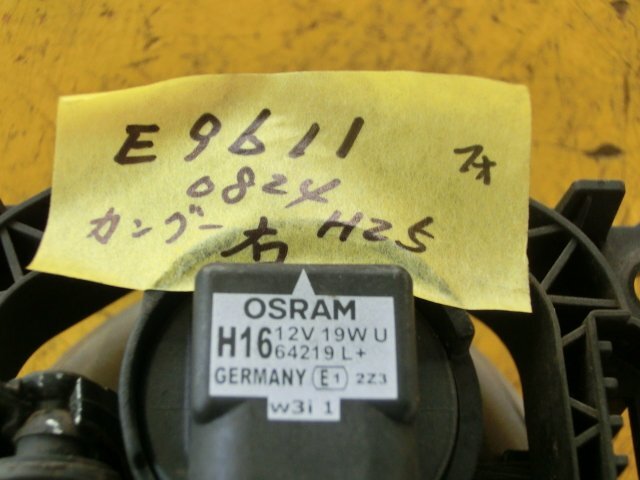 E 9611 フォ
0824
カングー H25
右
OSRAM
H16 12V 19W U
64219 L+
GERMANY E1 2Z3
w3i 1